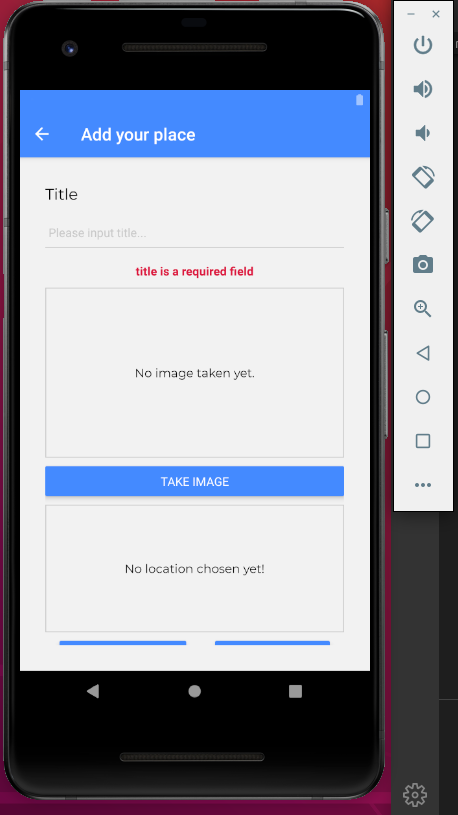 Add your place
Title
Please input title...
title is a required field
No image taken yet.
TAKE IMAGE
No location chosen yet!